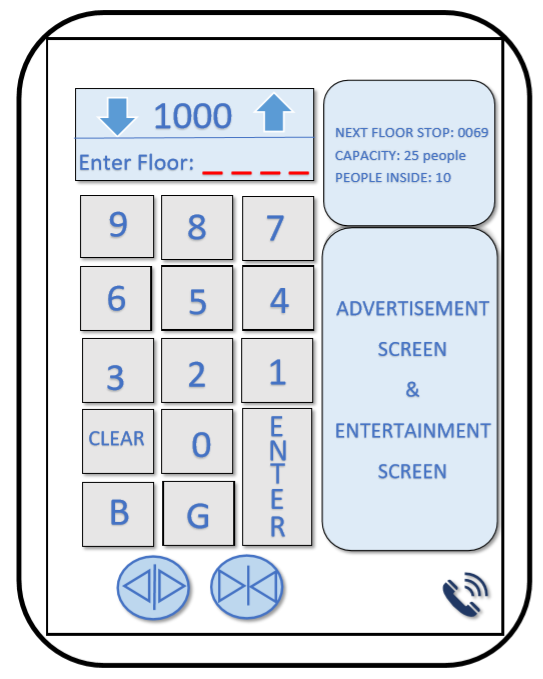 1000
Enter Floor: _ _ _ _
NEXT FLOOR STOP: 0069
CAPACITY: 25 people
PEOPLE INSIDE: 10
9 8 7
6 5 4
3 2 1
CLEAR 0 ENTER
B G
ADVERTISEMENT
SCREEN
&
ENTERTAINMENT
SCREEN